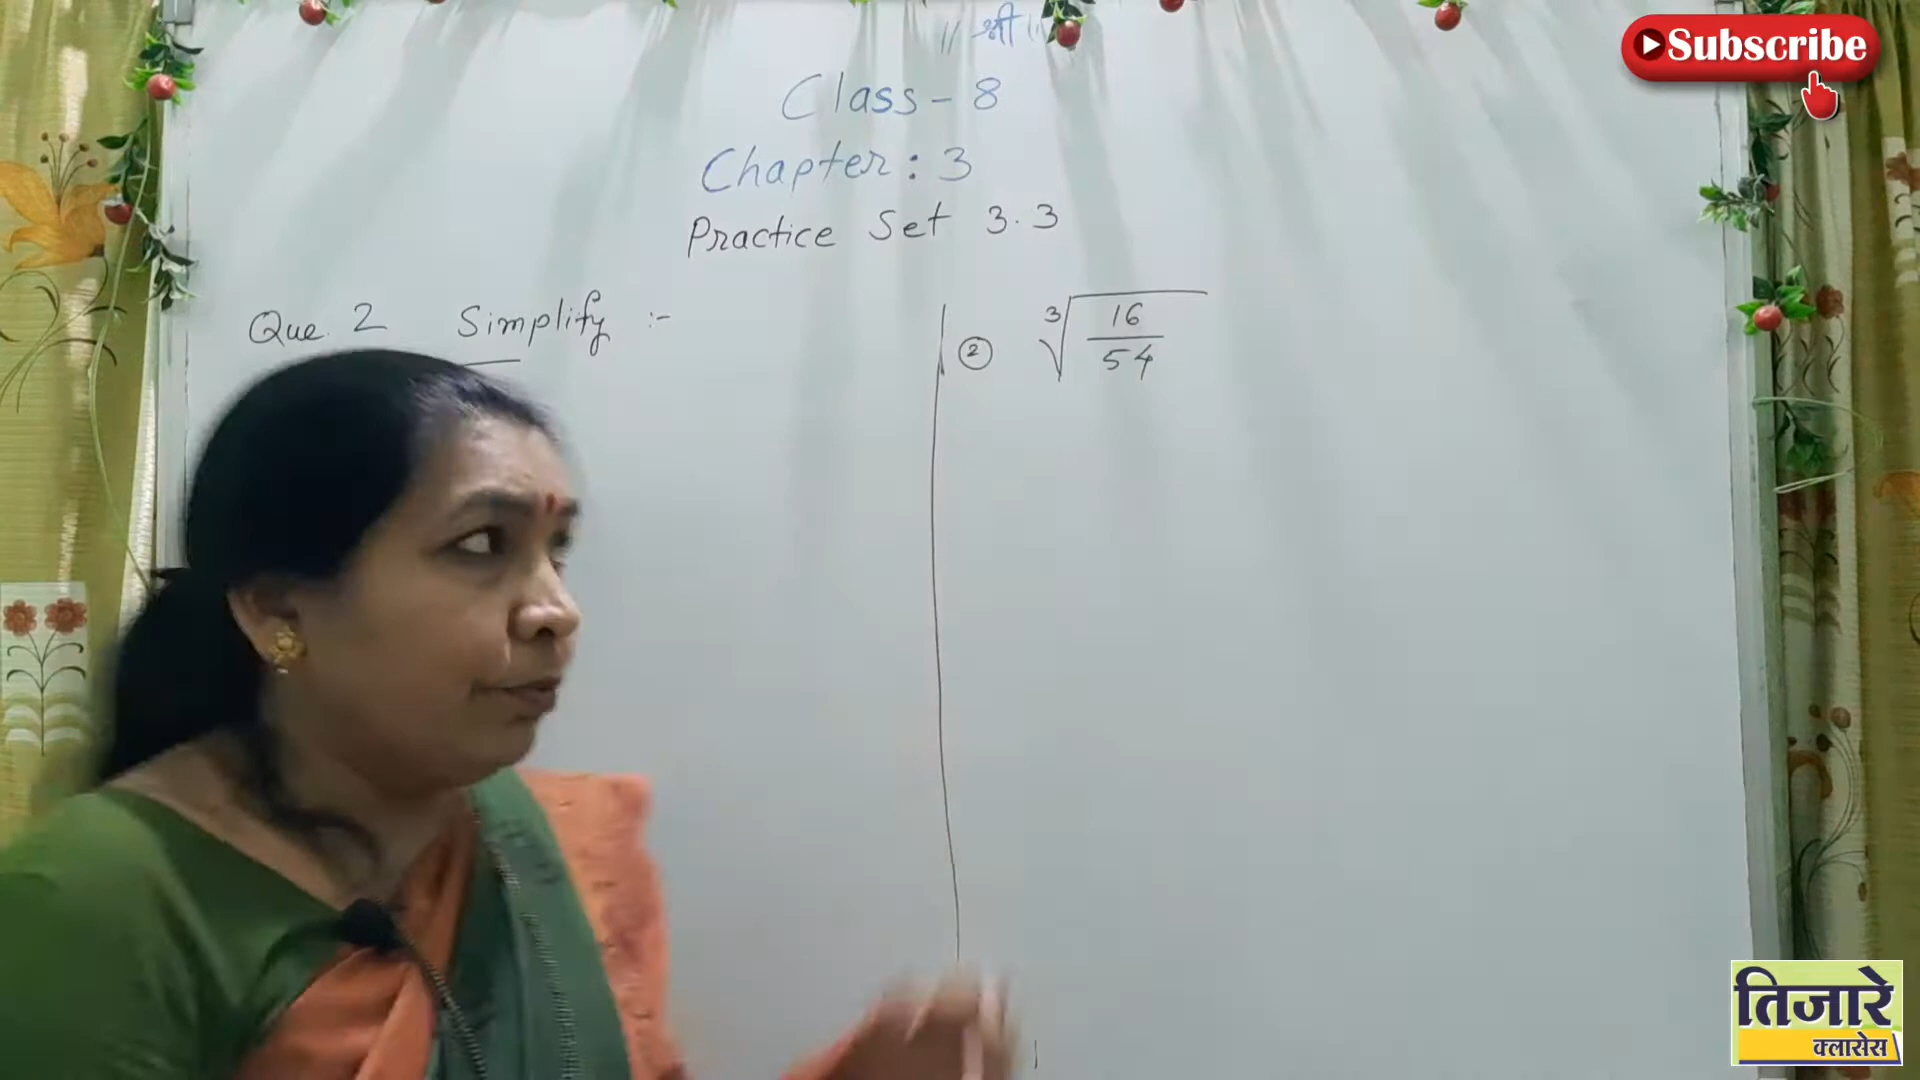 ॥ श्री ॥
Subscribe
Class - 8
Chapter : 3
Practice Set 3.3
Que. 2 Simplify :-
② ∛(16/54)
तिजारे
क्लासेस